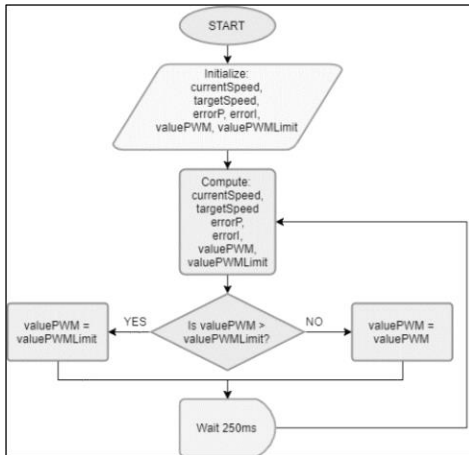 START
Initialize:
currentSpeed,
targetSpeed,
errorP, errorI,
valuePWM, valuePWMLimit
Compute:
currentSpeed,
targetSpeed
errorP,
errorI,
valuePWM,
valuePWMLimit
YES
Is valuePWM >
valuePWMLimit?
NO
valuePWM =
valuePWMLimit
valuePWM =
valuePWM
Wait 250ms